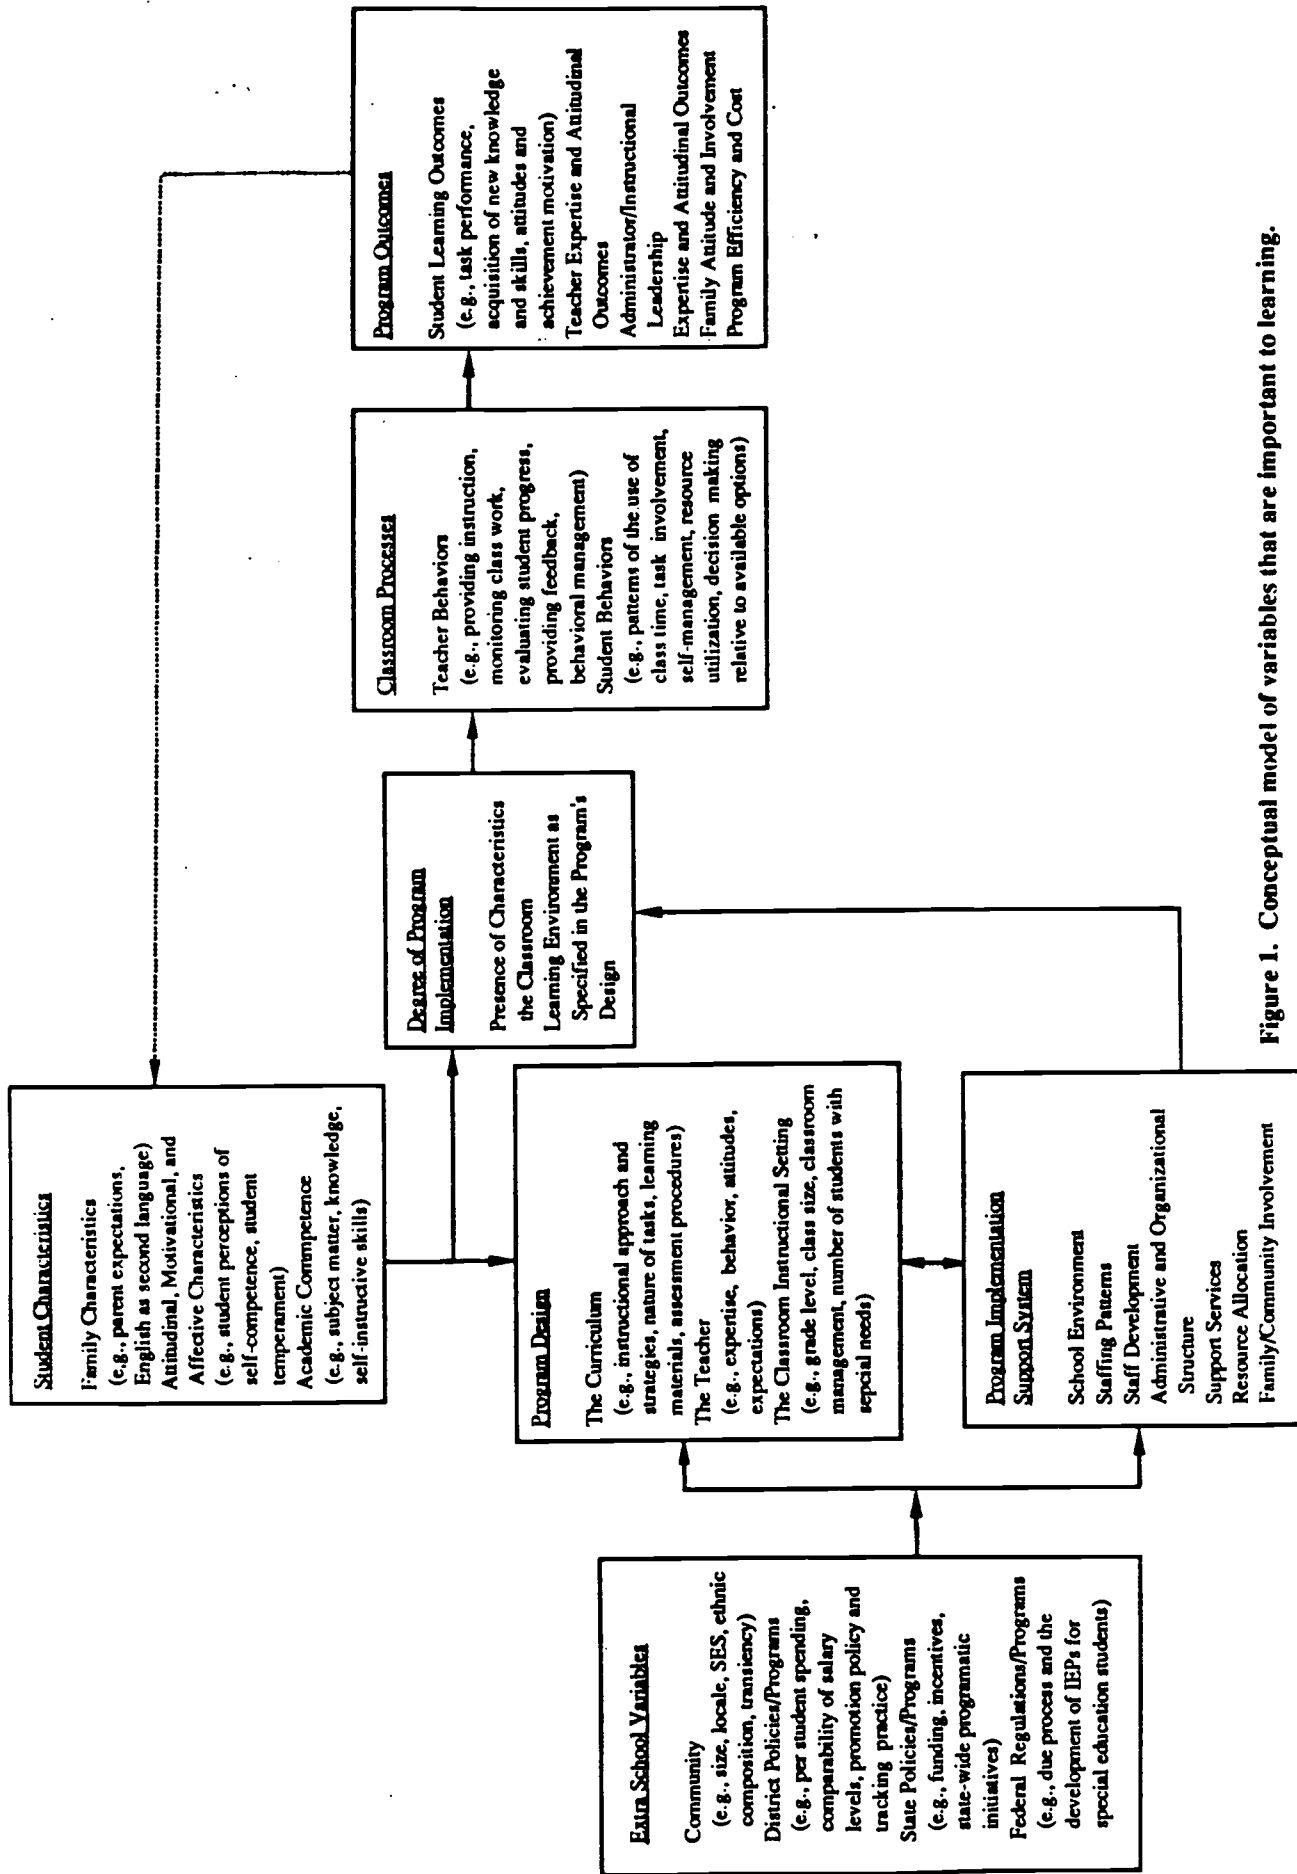 Extra School Variables
Community
(e.g., size, locale, SES, ethnic
composition, transiency)
District Policies/Programs
(e.g., per student spending,
comparability of salary
levels, promotion policy and
tracking practice)
State Policies/Programs
(e.g., funding, incentives,
state-wide programatic
initiatives)
Federal Regulations/Programs
(e.g., due process and the
development of IEPs for
special education students)
Student Characteristics
Family Characteristics
(e.g., parent expectations,
English as second language)
Attitudinal, Motivational, and
Affective Characteristics
(e.g., student perceptions of
self-competence, student
temperament)
Academic Commpetence
(e.g., subject matter, knowledge,
self-instructive skills)
Program Design
The Curriculum
(e.g., instructional approach and
strategies, nature of tasks, learning
materials, assesment procedures)
The Teacher
(e.g., expertise, behavior, attitudes,
expectations)
The Classroom Instructional Setting
(e.g., grade level, class size, classroom
management, number of students with
sepcial needs)
Program Implementation
Support System
School Environment
Staffing Patterns
Staff Development
Administrative and Organizational
Structure
Support Services
Resource Allocation
Family/Community Involvement
Degree of Program
Implementation
Presence of Characteristics
the Classroom
Learning Environment as
Specified in the Program's
Design
Classroom Processes
Teacher Behaviors
(e.g., providing instruction,
monitoring class work,
evaluating student progress,
providing feedback,
behavioral management)
Student Behaviors
(e.g., patterns of the use of
class time, task involvement,
self-management, resource
utilization, decision making
relative to available options)
Program Outcomes
Student Learning Outcomes
(e.g., task performance,
acquisition of new knowledge
and skills, attitudes and
achievement motivation)
Teacher Expertise and Attitudinal
Outcomes
Administrator/Instructional
Leadership
Expertise and Attitudinal Outcomes
Family Attitude and Involvement
Program Efficiency and Cost
Figure 1. Conceptual model of variables that are important to learning.